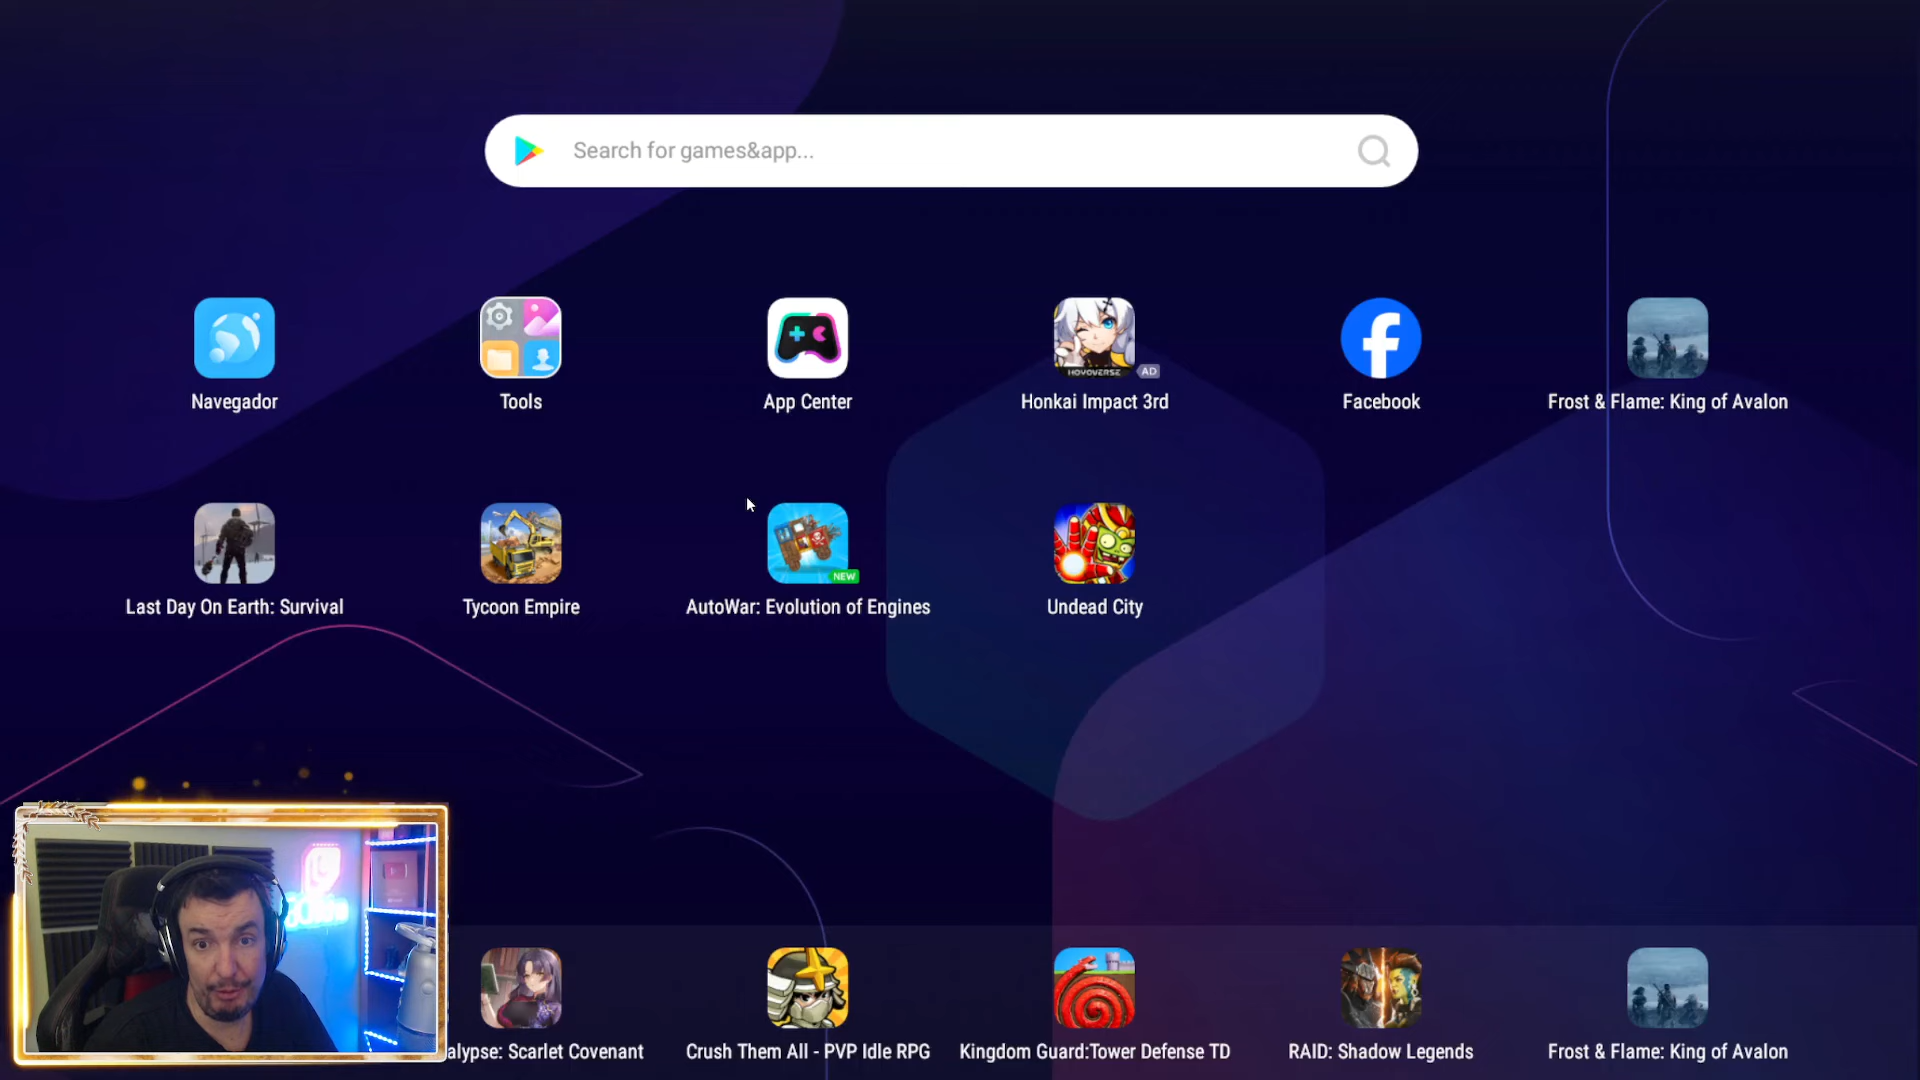 Search for games&app...
HOYOVERSE
AD
Navegador
Tools
App Center
Honkai Impact 3rd
Facebook
Frost & Flame: King of Avalon
NEW
Last Day On Earth: Survival
Tycoon Empire
AutoWar: Evolution of Engines
Undead City
alypse: Scarlet Covenant
Crush Them All - PVP Idle RPG
Kingdom Guard:Tower Defense TD
RAID: Shadow Legends
Frost & Flame: King of Avalon